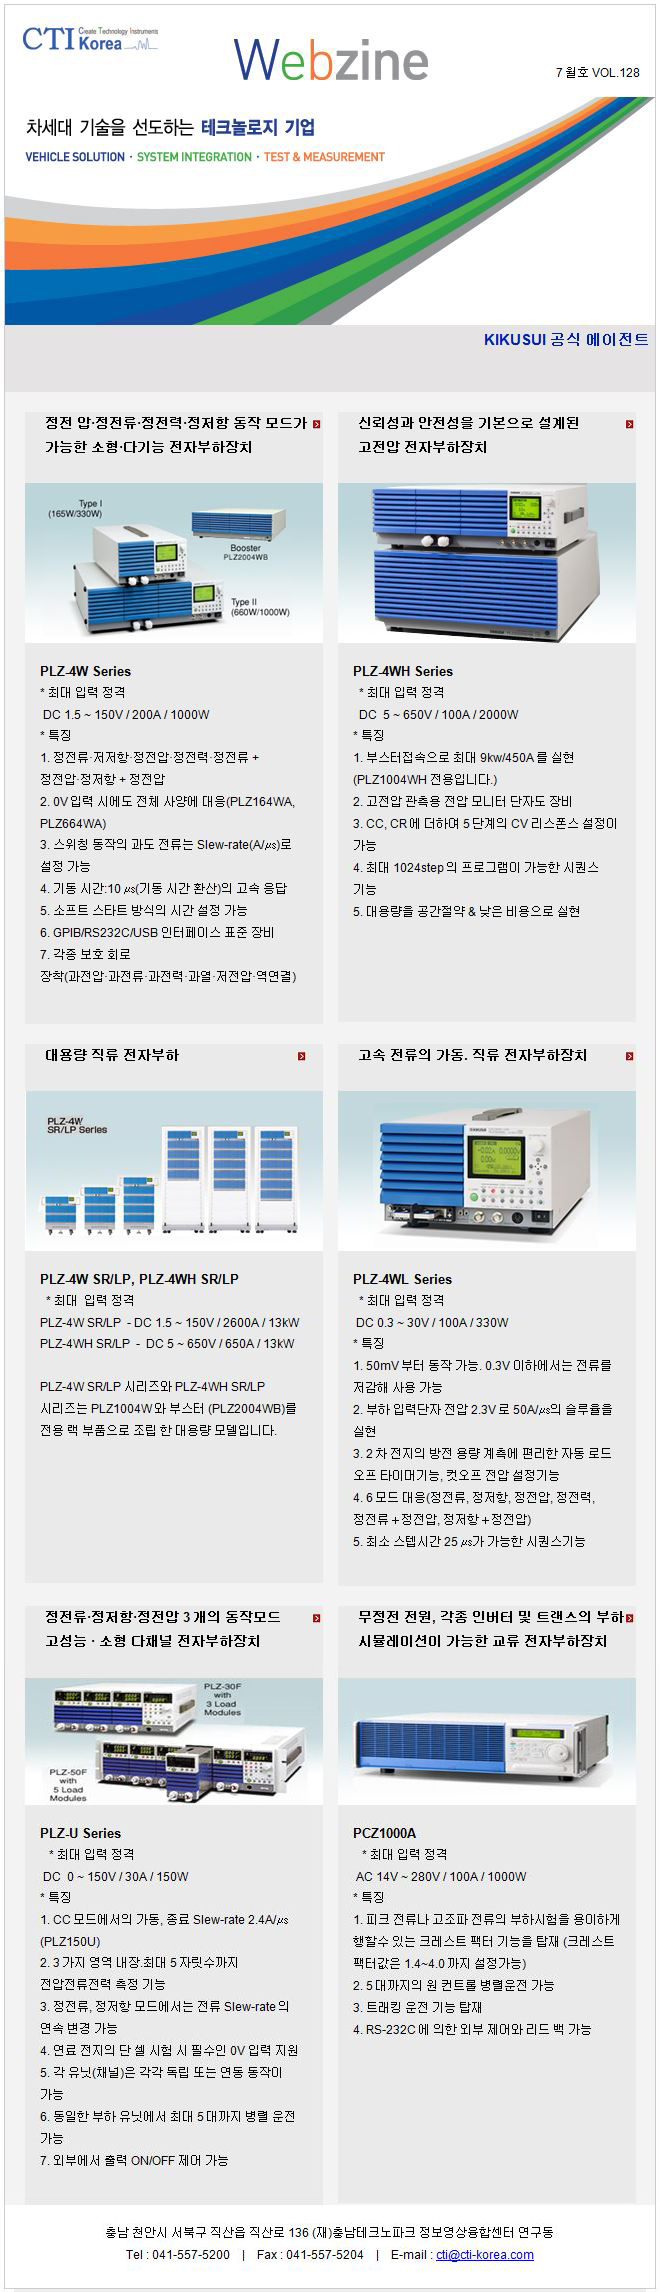 CTI Korea
Create Technology Instruments
Webzine
7월호 VOL.128
차세대 기술을 선도하는 테크놀로지 기업
VEHICLE SOLUTION · SYSTEM INTEGRATION · TEST & MEASUREMENT
KIKUSUI 공식 에이전트
정전 압·정전류·정전력·정저항 동작 모드가
가능한 소형·다기능 전자부하장치
Type I
(165W/330W)
Booster
PLZ2004WB
Type II
(660W/1000W)
PLZ-4W Series
* 최대 입력 정격
DC 1.5 ~ 150V / 200A / 1000W
* 특징
1. 정전류·저저항·정전압·정전력·정전류 +
정전압·정저항 + 정전압
2. 0V 입력 시에도 전체 사양에 대응(PLZ164WA,
PLZ664WA)
3. 스위칭 동작의 과도 전류는 Slew-rate(A/㎲)로
설정 가능
4. 기동 시간:10 ㎲(기동 시간 환산)의 고속 응답
5. 소프트 스타트 방식의 시간 설정 가능
6. GPIB/RS232C/USB 인터페이스 표준 장비
7. 각종 보호 회로
장착(과전압·과전류·과전력·과열·저전압·역연결)
신뢰성과 안전성을 기본으로 설계된
고전압 전자부하장치
PLZ-4WH Series
* 최대 입력 정격
DC 5 ~ 650V / 100A / 2000W
* 특징
1. 부스터접속으로 최대 9kw/450A 를 실현
(PLZ1004WH 전용입니다.)
2. 고전압 관측용 전압 모니터 단자도 장비
3. CC, CR 에 더하여 5 단계의 CV 리스폰스 설정이
가능
4. 최대 1024step 의 프로그램이 가능한 시퀀스
기능
5. 대용량을 공간절약 & 낮은 비용으로 실현
대용량 직류 전자부하
PLZ-4W
SR/LP Series
PLZ-4W SR/LP, PLZ-4WH SR/LP
* 최대 입력 정격
PLZ-4W SR/LP - DC 1.5 ~ 150V / 2600A / 13kW
PLZ-4WH SR/LP - DC 5 ~ 650V / 650A / 13kW
PLZ-4W SR/LP 시리즈와 PLZ-4WH SR/LP
시리즈는 PLZ1004W 와 부스터 (PLZ2004WB)를
전용 랙 부품으로 조립 한 대용량 모델입니다.
고속 전류의 가동. 직류 전자부하장치
KIKUSUI
PLZ-4WL Series
* 최대 입력 정격
DC 0.3 ~ 30V / 100A / 330W
* 특징
1. 50mV 부터 동작 가능. 0.3V 이하에서는 전류를
저감해 사용 가능
2. 부하 입력단자 전압 2.3V 로 50A/㎲의 슬루율을
실현
3. 2 차 전지의 방전 용량 계측에 편리한 자동 로드
오프 타이머기능, 컷오프 전압 설정기능
4. 6 모드 대응(정전류, 정저항, 정전압, 정전력,
정전류 + 정전압, 정저항 + 정전압)
5. 최소 스텝시간 25 ㎲가 가능한 시퀀스기능
정전류·정저항·정전압 3 개의 동작모드
고성능 · 소형 다채널 전자부하장치
PLZ-30F
with
3 Load
Modules
PLZ-50F
with
5 Load
Modules
PLZ-U Series
* 최대 입력 정격
DC 0 ~ 150V / 30A / 150W
* 특징
1. CC 모드에서의 가동, 종료 Slew-rate 2.4A/㎲
(PLZ150U)
2. 3 가지 영역 내장.최대 5 자릿수까지
전압전류전력 측정 기능
3. 정전류, 정저항 모드에서는 전류 Slew-rate 의
연속 변경 가능
4. 연료 전지의 단 셀 시험 시 필수인 0V 입력 지원
5. 각 유닛(채널)은 각각 독립 또는 연동 동작이
가능
6. 동일한 부하 유닛에서 최대 5 대까지 병렬 운전
가능
7. 외부에서 출력 ON/OFF 제어 가능
무정전 전원, 각종 인버터 및 트랜스의 부하
시뮬레이션이 가능한 교류 전자부하장치
PCZ1000A
* 최대 입력 정격
AC 14V ~ 280V / 100A / 1000W
* 특징
1. 피크 전류나 고조파 전류의 부하시험을 용이하게
행할수 있는 크레스트 팩터 기능을 탑재 (크레스트
팩터값은 1.4~4.0 까지 설정가능)
2. 5 대까지의 원 컨트롤 병렬운전 가능
3. 트래킹 운전 기능 탑재
4. RS-232C 에 의한 외부 제어와 리드 백 가능
충남 천안시 서북구 직산읍 직산로 136 (재)충남테크노파크 정보영상융합센터 연구동
Tel : 041-557-5200 | Fax : 041-557-5204 | E-mail : cti@cti-korea.com